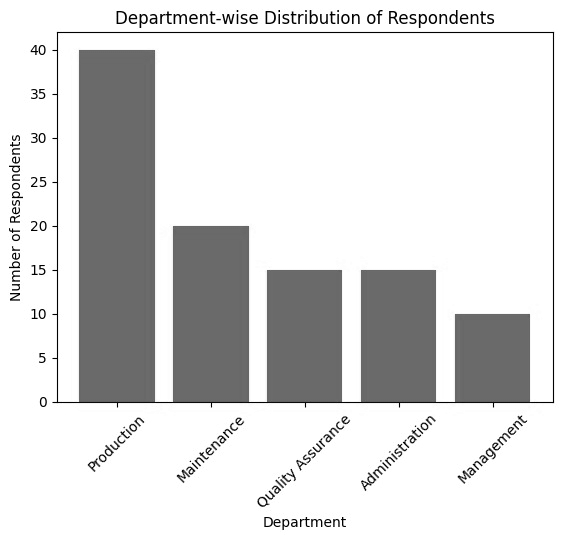 Department-wise Distribution of Respondents
Number of Respondents
40
35
30
25
20
15
10
5
0
Production
Maintenance
Quality Assurance
Administration
Management
Department